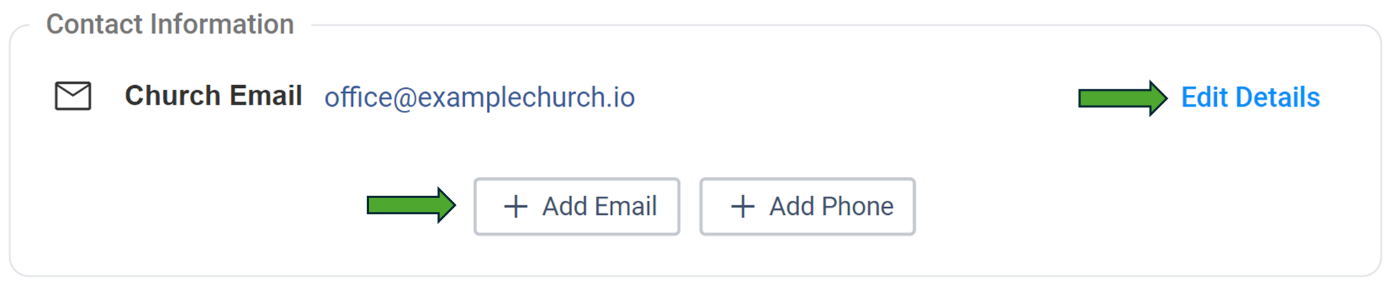 Contact Information
Church Email office@examplechurch.io Edit Details
+ Add Email + Add Phone